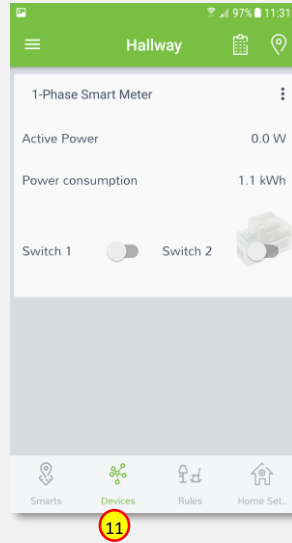 97% 11:31
Hallway
1-Phase Smart Meter
Active Power 0.0 W
Power consumption 1.1 kWh
Switch 1 Switch 2
Smarts Devices Rules Home Set..
11